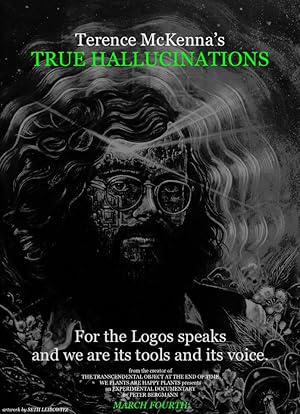 Terence McKenna's
TRUE HALLUCINATIONS
For the Logos speaks
and we are its tools and its voice.
from the creator of
THE TRANSCENDENTAL OBJECT AT THE END OF TIME
WE PLANTS ARE HAPPY PLANTS presents
an EXPERIMENTAL DOCUMENTARY
by PETER BERGMANN
MARCH FOURTH
artwork by SETH LEIBOWITZ